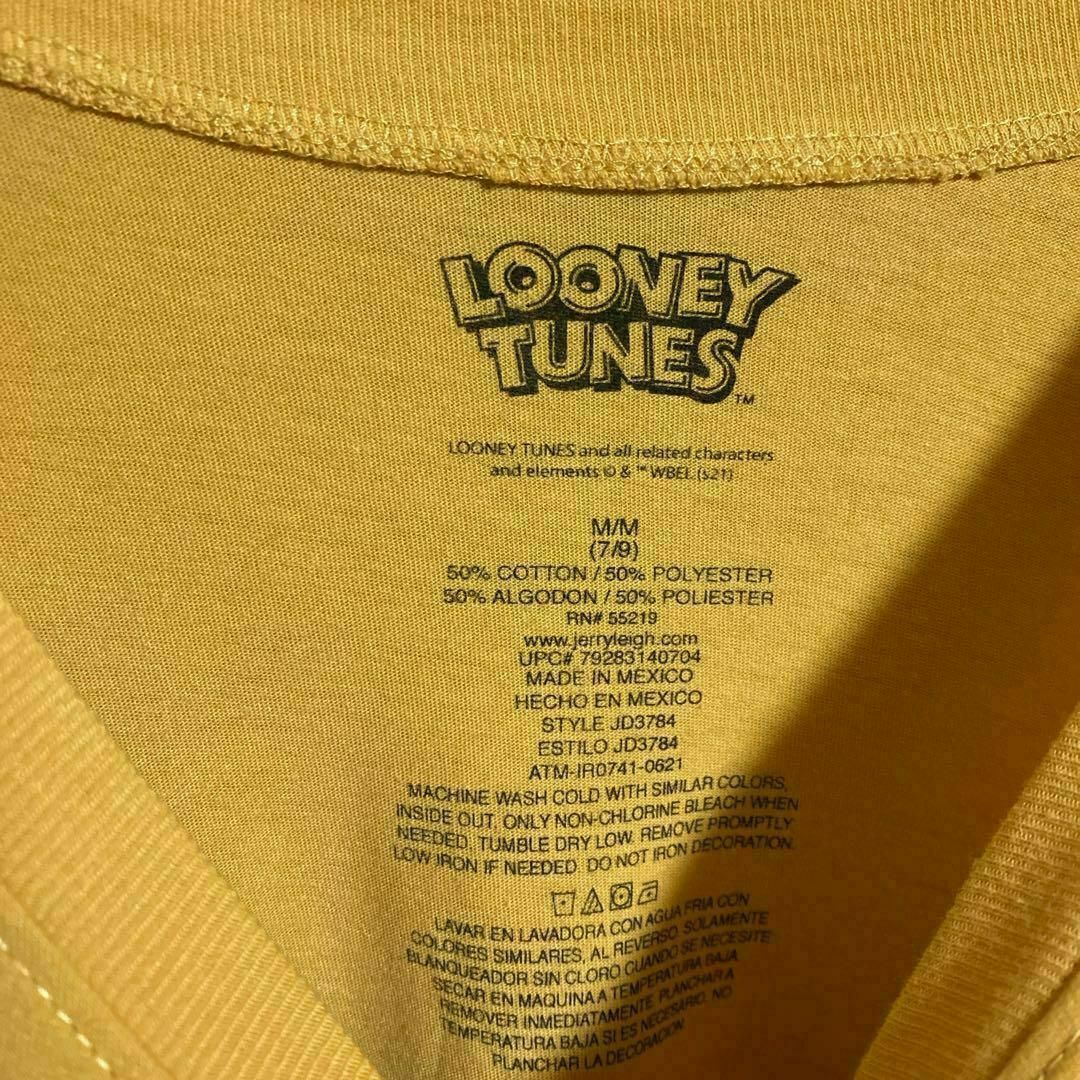 LOONEY
TUNES™
LOONEY TUNES and all related characters
and elements © & ™ WBEI. (s21)
M/M
(7/9)
50% COTTON / 50% POLYESTER
50% ALGODON / 50% POLIESTER
RN# 55219
www.jerryleigh.com
UPC# 79283140704
MADE IN MEXICO
HECHO EN MEXICO
STYLE JD3784
ESTILO JD3784
ATM-IR0741-0621
MACHINE WASH COLD WITH SIMILAR COLORS,
INSIDE OUT. ONLY NON-CHLORINE BLEACH WHEN
NEEDED. TUMBLE DRY LOW. REMOVE PROMPTLY
LOW IRON IF NEEDED. DO NOT IRON DECORATION.
LAVAR EN LAVADORA CON AGUA FRIA CON
COLORES SIMILARES, AL REVERSO. SOLAMENTE
BLANQUEADOR SIN CLORO CUANDO SE NECESITE
SECAR EN MAQUINA A TEMPERATURA BAJA
REMOVER INMEDIATAMENTE. PLANCHAR A
TEMPERATURA BAJA SI ES NECESARIO. NO
PLANCHAR LA DECORACION.